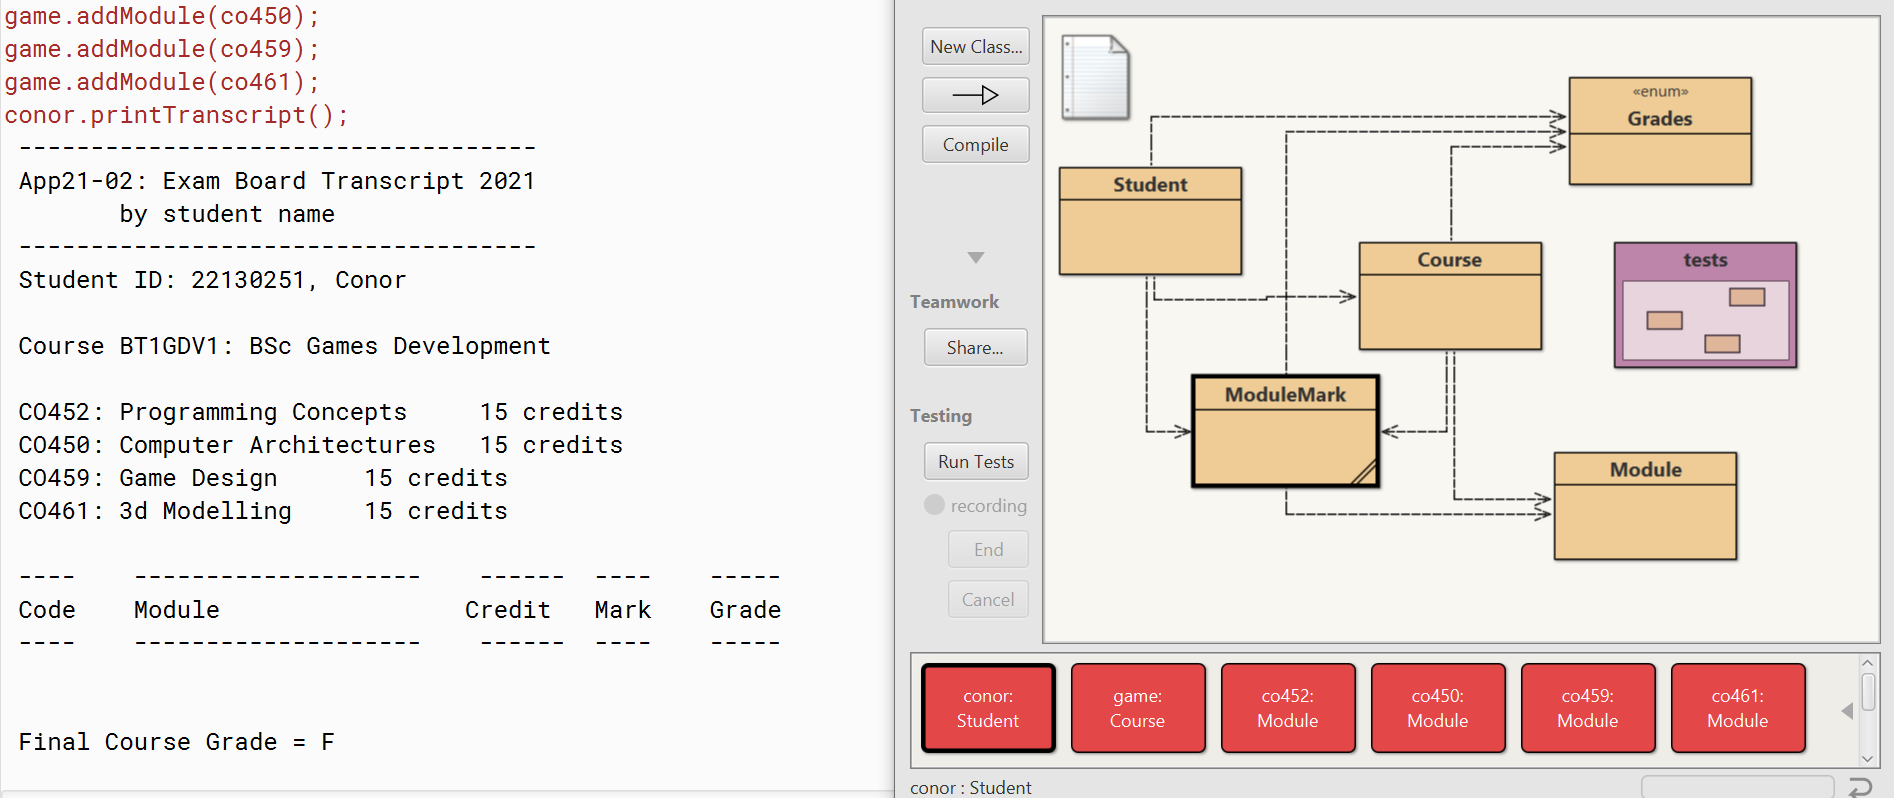 game.addModule(co450);
game.addModule(co459);
game.addModule(co461);
conor.printTranscript();
------------------------------------
App21-02: Exam Board Transcript 2021
by student name
------------------------------------
Student ID: 22130251, Conor
Course BT1GDV1: BSc Games Development
CO452: Programming Concepts     15 credits
CO450: Computer Architectures   15 credits
CO459: Game Design      15 credits
CO461: 3d Modelling     15 credits
----    --------------------    ------  ----    -----
Code    Module                 Credit   Mark    Grade
----    --------------------    ------  ----    -----
Final Course Grade = F
New Class...
Compile
Teamwork
Share...
Testing
Run Tests
recording
End
Cancel
«enum»
Grades
Student
Course
tests
ModuleMark
Module
conor:
Student
game:
Course
co452:
Module
co450:
Module
co459:
Module
co461:
Module
conor : Student